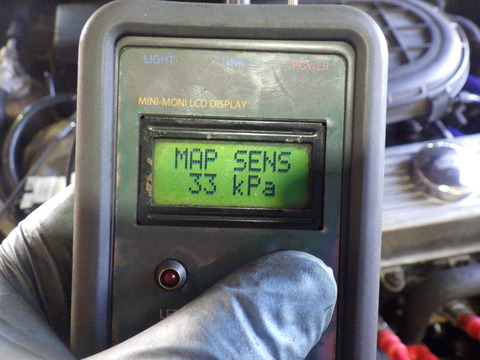 LIGHT LINK POWER
MINI-MONI LCD DISPLAY
MAP SENS
33 kPa